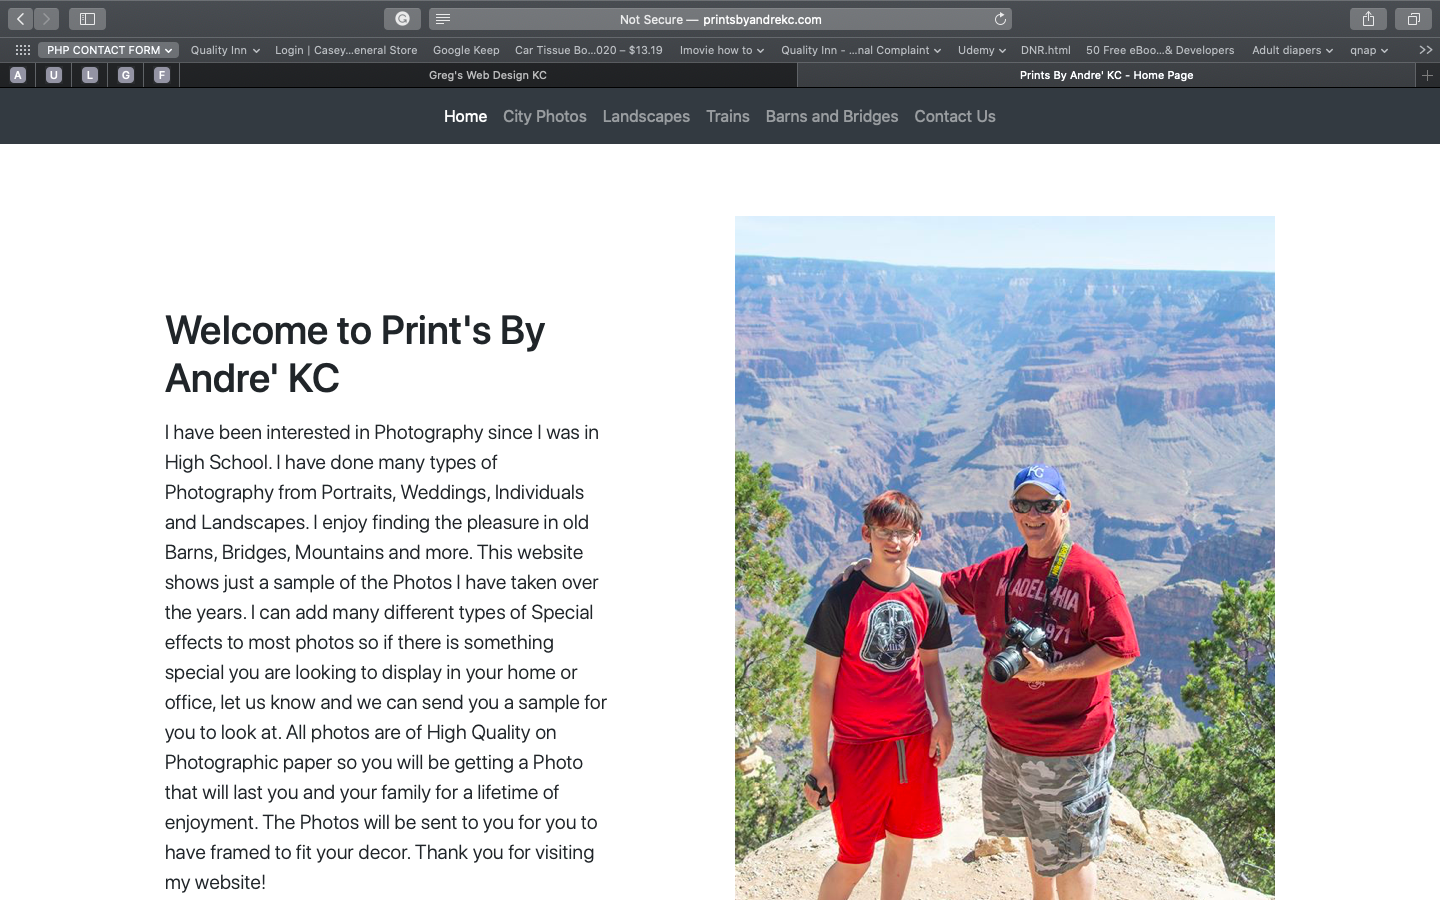 Not Secure — printsbyandrekc.com
PHP CONTACT FORM Quality Inn Login | Casey...eneral Store Google Keep Car Tissue Bo...020 – $13.19 Imovie how to Quality Inn - ...nal Complaint Udemy DNR.html 50 Free eBoo...& Developers Adult diapers qnap
A U L G F Greg's Web Design KC Prints By Andre' KC - Home Page
Home City Photos Landscapes Trains Barns and Bridges Contact Us
Welcome to Print's By
Andre' KC
I have been interested in Photography since I was in
High School. I have done many types of
Photography from Portraits, Weddings, Individuals
and Landscapes. I enjoy finding the pleasure in old
Barns, Bridges, Mountains and more. This website
shows just a sample of the Photos I have taken over
the years. I can add many different types of Special
effects to most photos so if there is something
special you are looking to display in your home or
office, let us know and we can send you a sample for
you to look at. All photos are of High Quality on
Photographic paper so you will be getting a Photo
that will last you and your family for a lifetime of
enjoyment. The Photos will be sent to you for you to
have framed to fit your decor. Thank you for visiting
my website!
KC